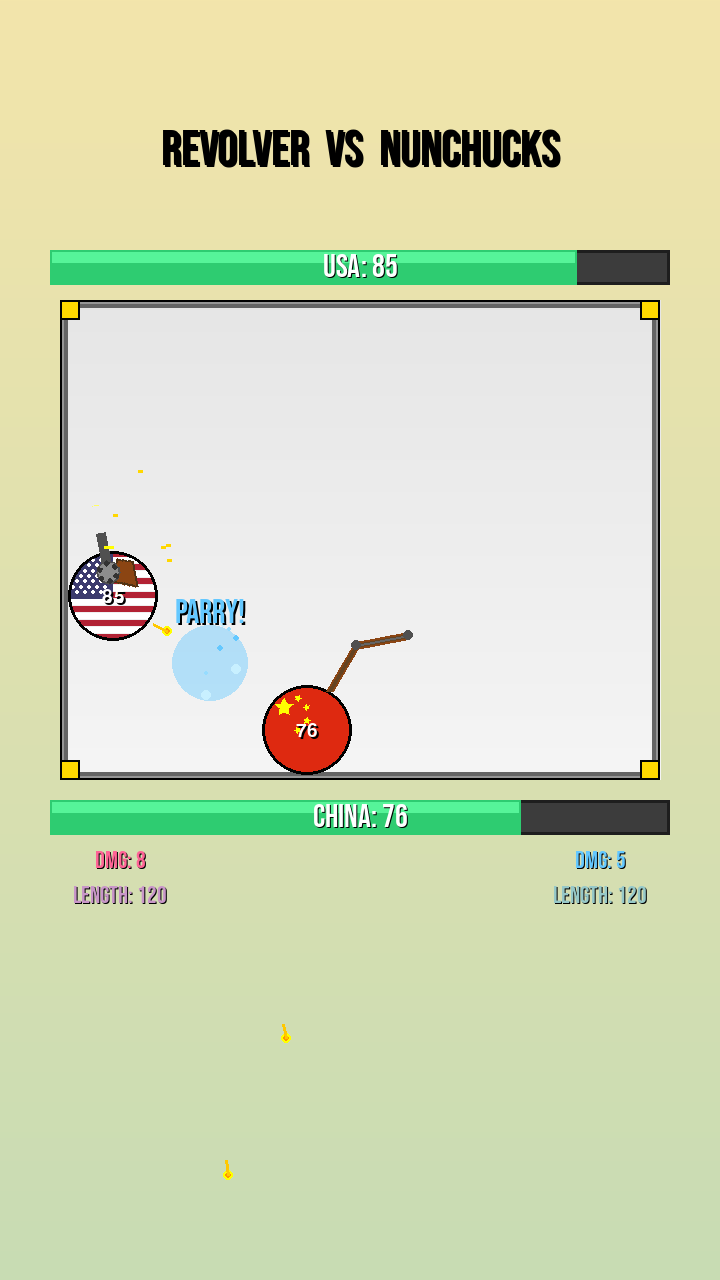 REVOLVER VS NUNCHUCKS
USA: 85
85
PARRY!
76
CHINA: 76
DMG: 8
DMG: 5
LENGTH: 120
LENGTH: 120